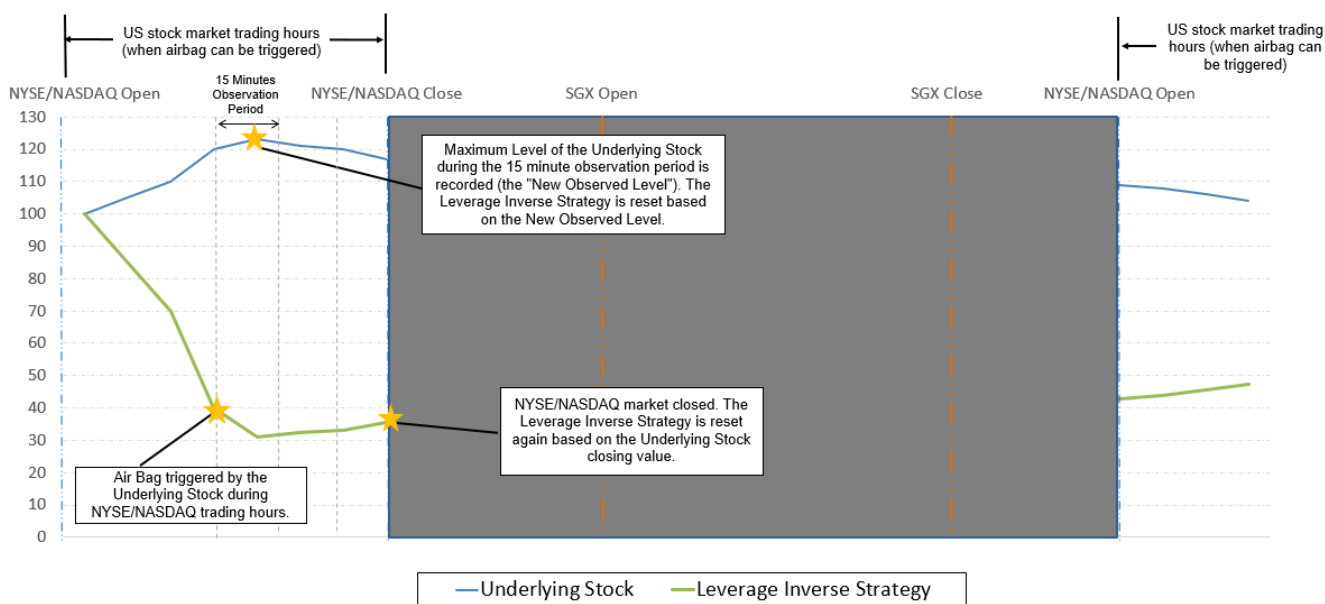 US stock market trading hours
(when airbag can be triggered)
US stock market trading
hours (when airbag can
be triggered)
15 Minutes
Observation
Period
NYSE/NASDAQ Open
NYSE/NASDAQ Close
SGX Open
SGX Close
NYSE/NASDAQ Open
130
120
110
100
90
80
70
60
50
40
30
20
10
0
Maximum Level of the Underlying Stock
during the 15 minute observation period is
recorded (the "New Observed Level"). The
Leverage Inverse Strategy is reset based
on the New Observed Level.
NYSE/NASDAQ market closed. The
Leverage Inverse Strategy is reset
again based on the Underlying Stock
closing value.
Air Bag triggered by the
Underlying Stock during
NYSE/NASDAQ trading hours.
Underlying Stock
Leverage Inverse Strategy